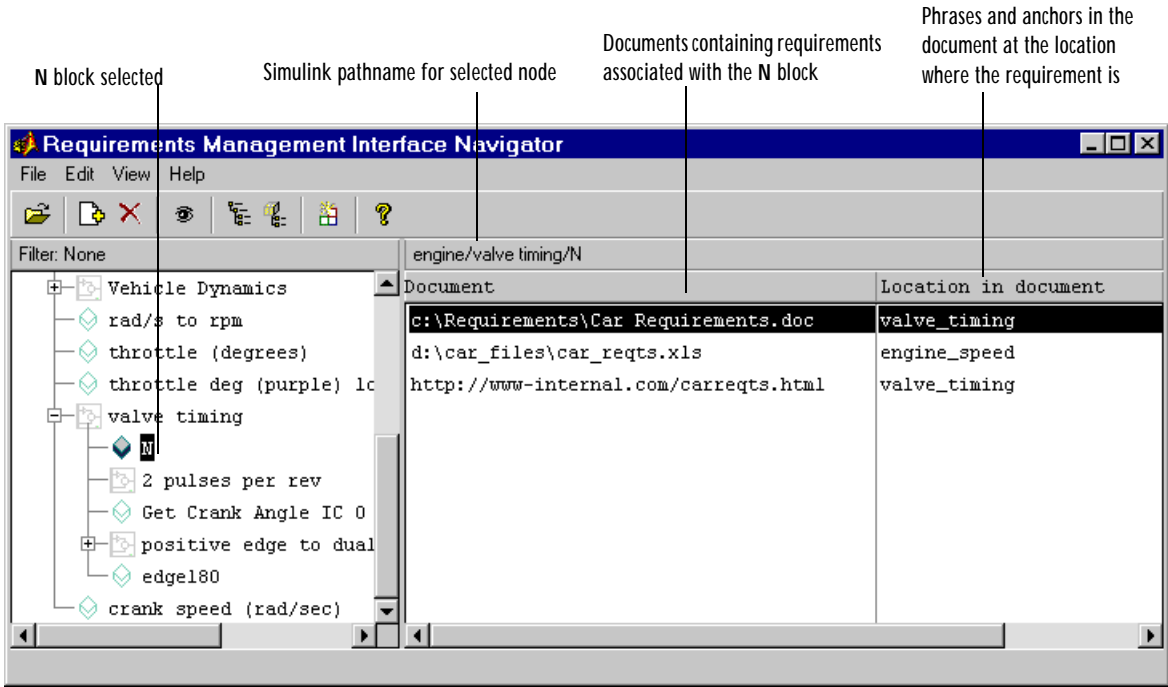 Phrases and anchors in the
document at the location
where the requirement is
Documents containing requirements
associated with the N block
Simulink pathname for selected node
N block selected
Requirements Management Interface Navigator
File Edit View Help
Filter: None
engine/valve timing/N
Document
Location in document
Vehicle Dynamics
rad/s to rpm
throttle (degrees)
throttle deg (purple) lo
valve timing
N
2 pulses per rev
Get Crank Angle IC 0
positive edge to dual
edge180
crank speed (rad/sec)
c:\Requirements\Car Requirements.doc
valve_timing
d:\car_files\car_reqts.xls
engine_speed
http://www-internal.com/carreqts.html
valve_timing